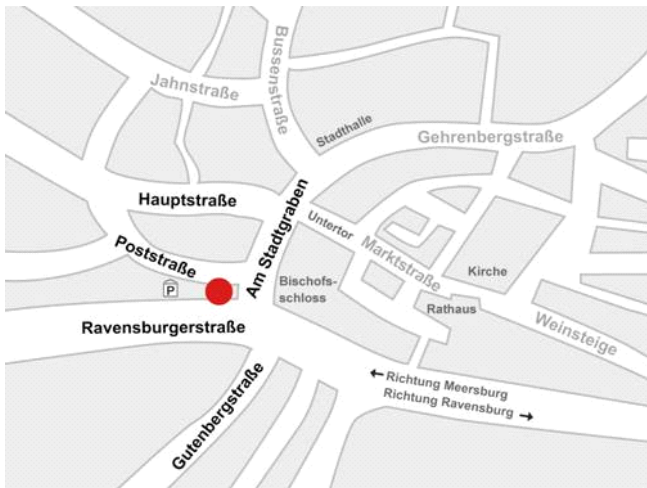 Jahnstraße
Bussenstraße
Stadthalle
Gehrenbergstraße
Hauptstraße
Am Stadtgraben
Untertor
Marktstraße
Poststraße
P
Bischofs-
schloss
Kirche
Rathaus
Weinsteige
Ravensburgerstraße
Gutenbergstraße
← Richtung Meersburg
Richtung Ravensburg →